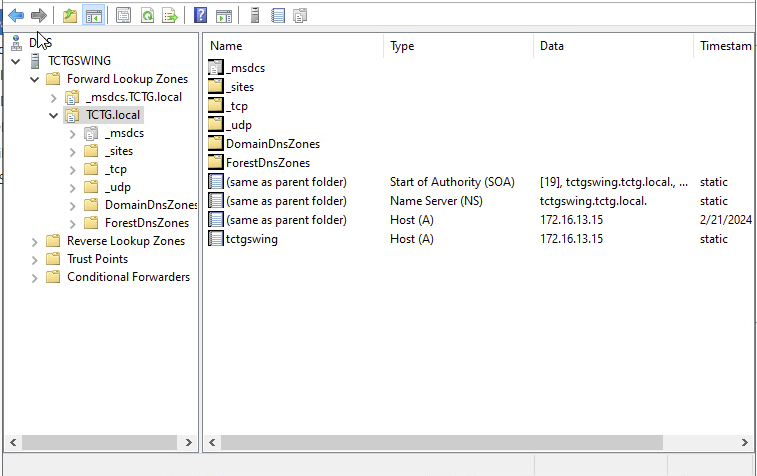 DNS
TCTGSWING
Forward Lookup Zones
_msdcs.TCTG.local
TCTG.local
_msdcs
_sites
_tcp
_udp
DomainDnsZones
ForestDnsZones
Reverse Lookup Zones
Trust Points
Conditional Forwarders
Name Type Data Timestam
_msdcs
_sites
_tcp
_udp
DomainDnsZones
ForestDnsZones
(same as parent folder) Start of Authority (SOA) [19], tctgswing.tctg.local., ... static
(same as parent folder) Name Server (NS) tctgswing.tctg.local. static
(same as parent folder) Host (A) 172.16.13.15 2/21/2024
tctgswing Host (A) 172.16.13.15 static